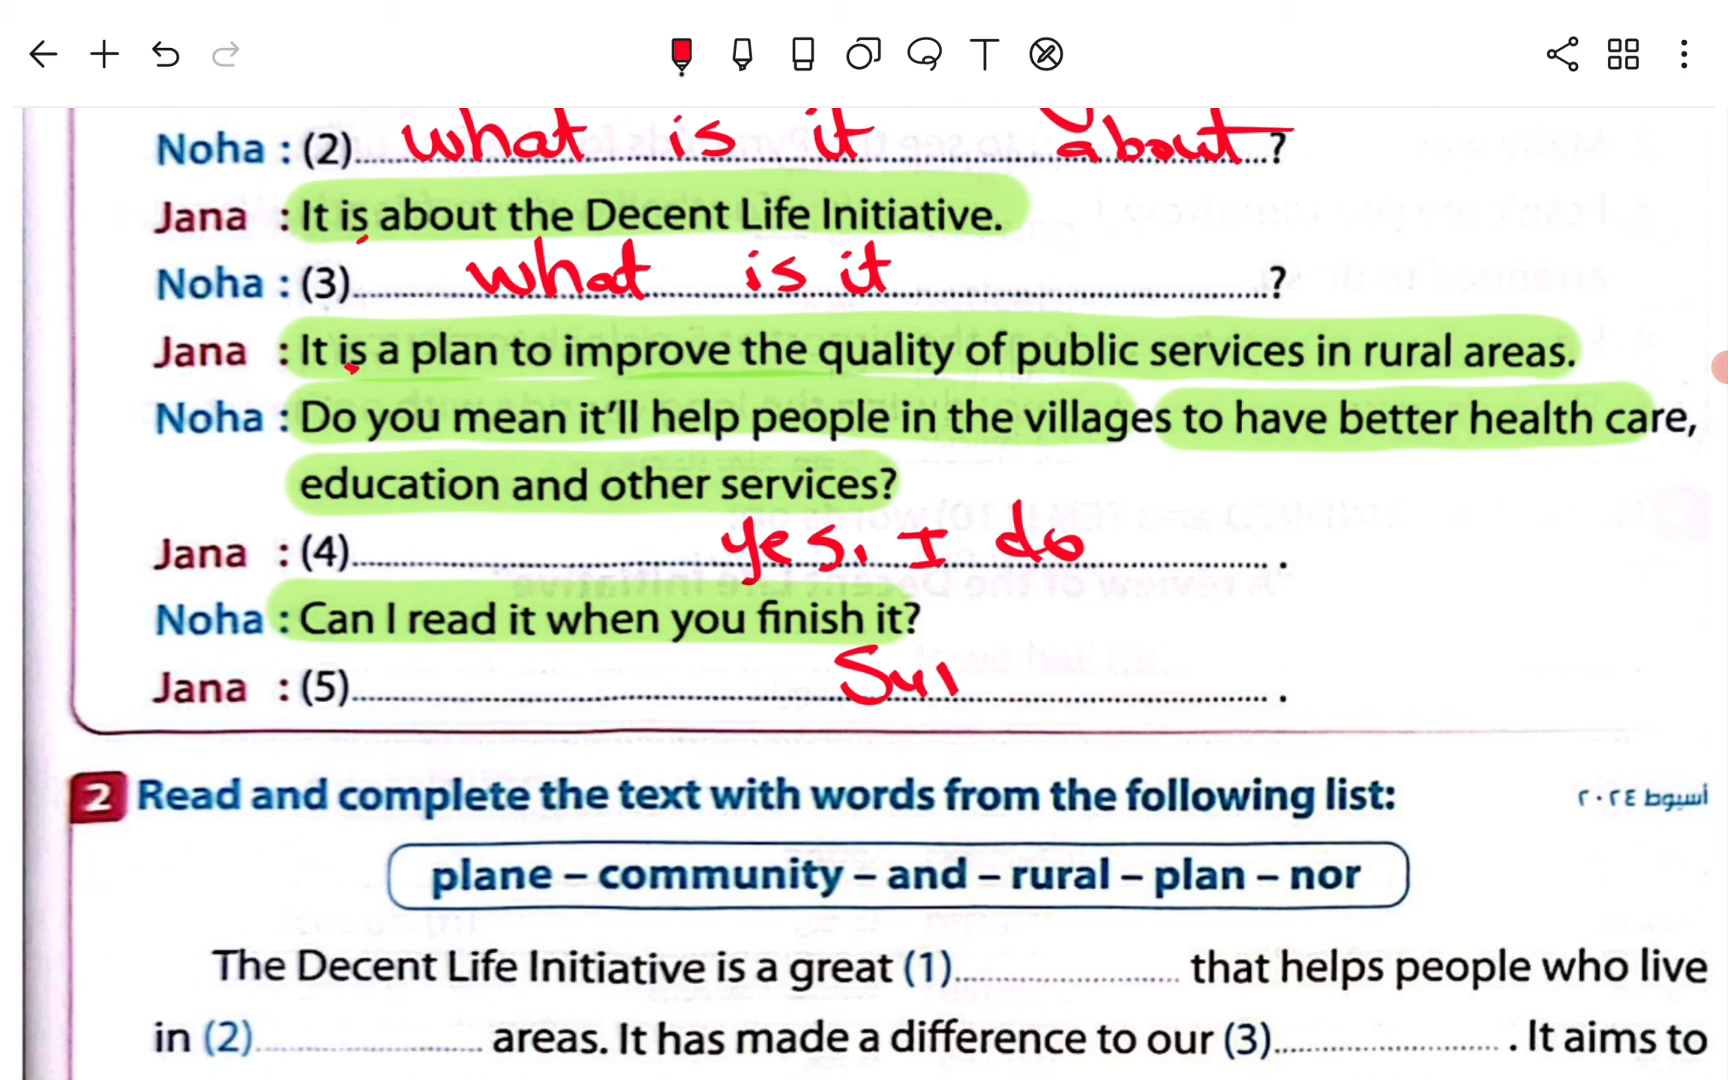 Noha : (2) what is it about ?
Jana : It is about the Decent Life Initiative.
Noha : (3) what is it ?
Jana : It is a plan to improve the quality of public services in rural areas.
Noha : Do you mean it'll help people in the villages to have better health care,
education and other services?
Jana : (4) yes, I do .
Noha : Can I read it when you finish it?
Jana : (5) .
2 Read and complete the text with words from the following list:
أسيوط ٢٠٢٤
plane – community – and – rural – plan – nor
The Decent Life Initiative is a great (1) that helps people who live
in (2) areas. It has made a difference to our (3) . It aims to